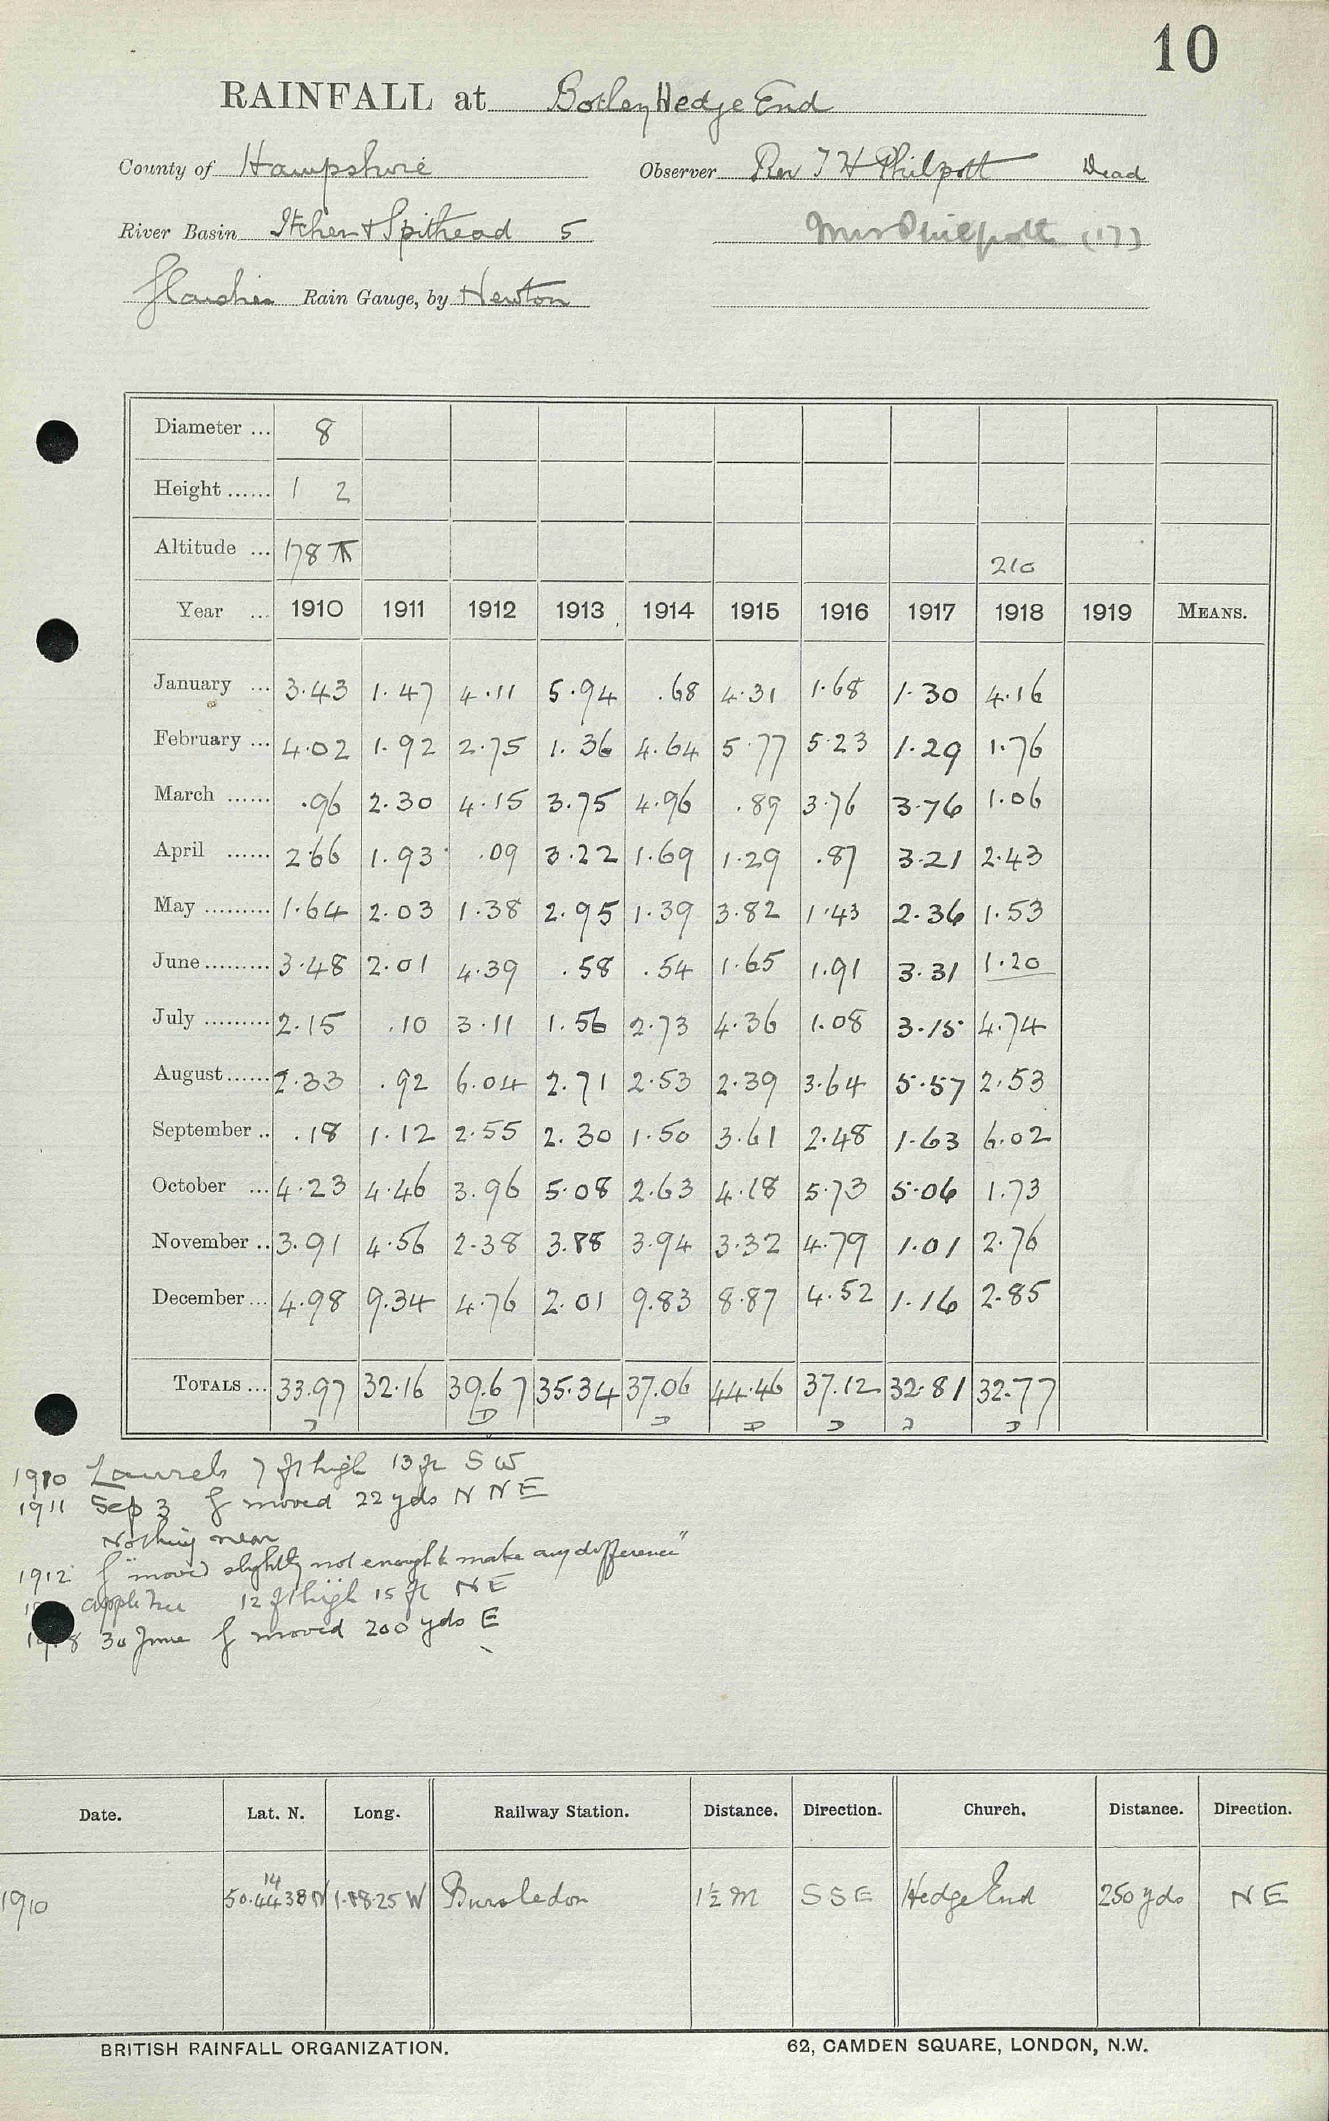 10
RAINFALL at Botley, Hedge End
County of Hampshire Observer Rev T H Philpott Dead
River Basin Itchen & Spithead 5 Mrs Philpott (17)
Rain Gauge, by Newton
Diameter ... 8
Height ...... 1 2
Altitude ... 178 210
Year ... 1910 1911 1912 1913 1914 1915 1916 1917 1918 1919 MEANS.
January ... 3.43 1.47 4.11 5.94 .68 4.31 1.68 1.30 4.16
February ... 4.02 1.92 2.75 1.36 4.64 5.77 5.23 1.29 1.76
March ...... .96 2.30 4.15 3.75 4.96 .89 3.76 3.76 1.06
April ...... 2.66 1.93 .09 3.22 1.69 1.29 .87 3.21 2.43
May ......... 1.64 2.03 1.38 2.95 1.39 3.82 1.43 2.36 1.53
June ......... 3.48 2.01 4.39 .58 .54 1.65 1.91 3.31 1.20
July ......... 2.15 .10 3.11 1.56 2.73 4.36 1.08 3.15 4.74
August ...... 2.33 .92 6.04 2.71 2.53 2.39 3.64 5.57 2.53
September .. .18 1.12 2.55 2.30 1.50 3.61 2.48 1.63 6.02
October ... 4.23 4.46 3.96 5.08 2.63 4.18 5.73 5.06 1.73
November .. 3.91 4.56 2.38 3.88 3.94 3.32 4.79 1.01 2.76
December ... 4.98 9.34 4.76 2.01 9.83 8.87 4.52 1.16 2.85
TOTALS ... 33.97 32.16 39.67 35.34 37.06 44.46 37.12 32.81 32.77
D D D D D D D
1910 Laurels 7 ft high 13 ft SW
1911 Sep 3 g moved 22 yds NNE
Nothing near
1912 g "moved slightly not enough to make any difference"
apple tree 12 ft high 15 ft NE
1918 30 June g moved 200 yds E
Date. Lat. N. Long. Railway Station. Distance. Direction. Church. Distance. Direction.
14
1910 50.44 38 N 1.18.25 W Bursledon 1½ M SSE Hedge End 250 yds NE
BRITISH RAINFALL ORGANIZATION. 62, CAMDEN SQUARE, LONDON, N.W.